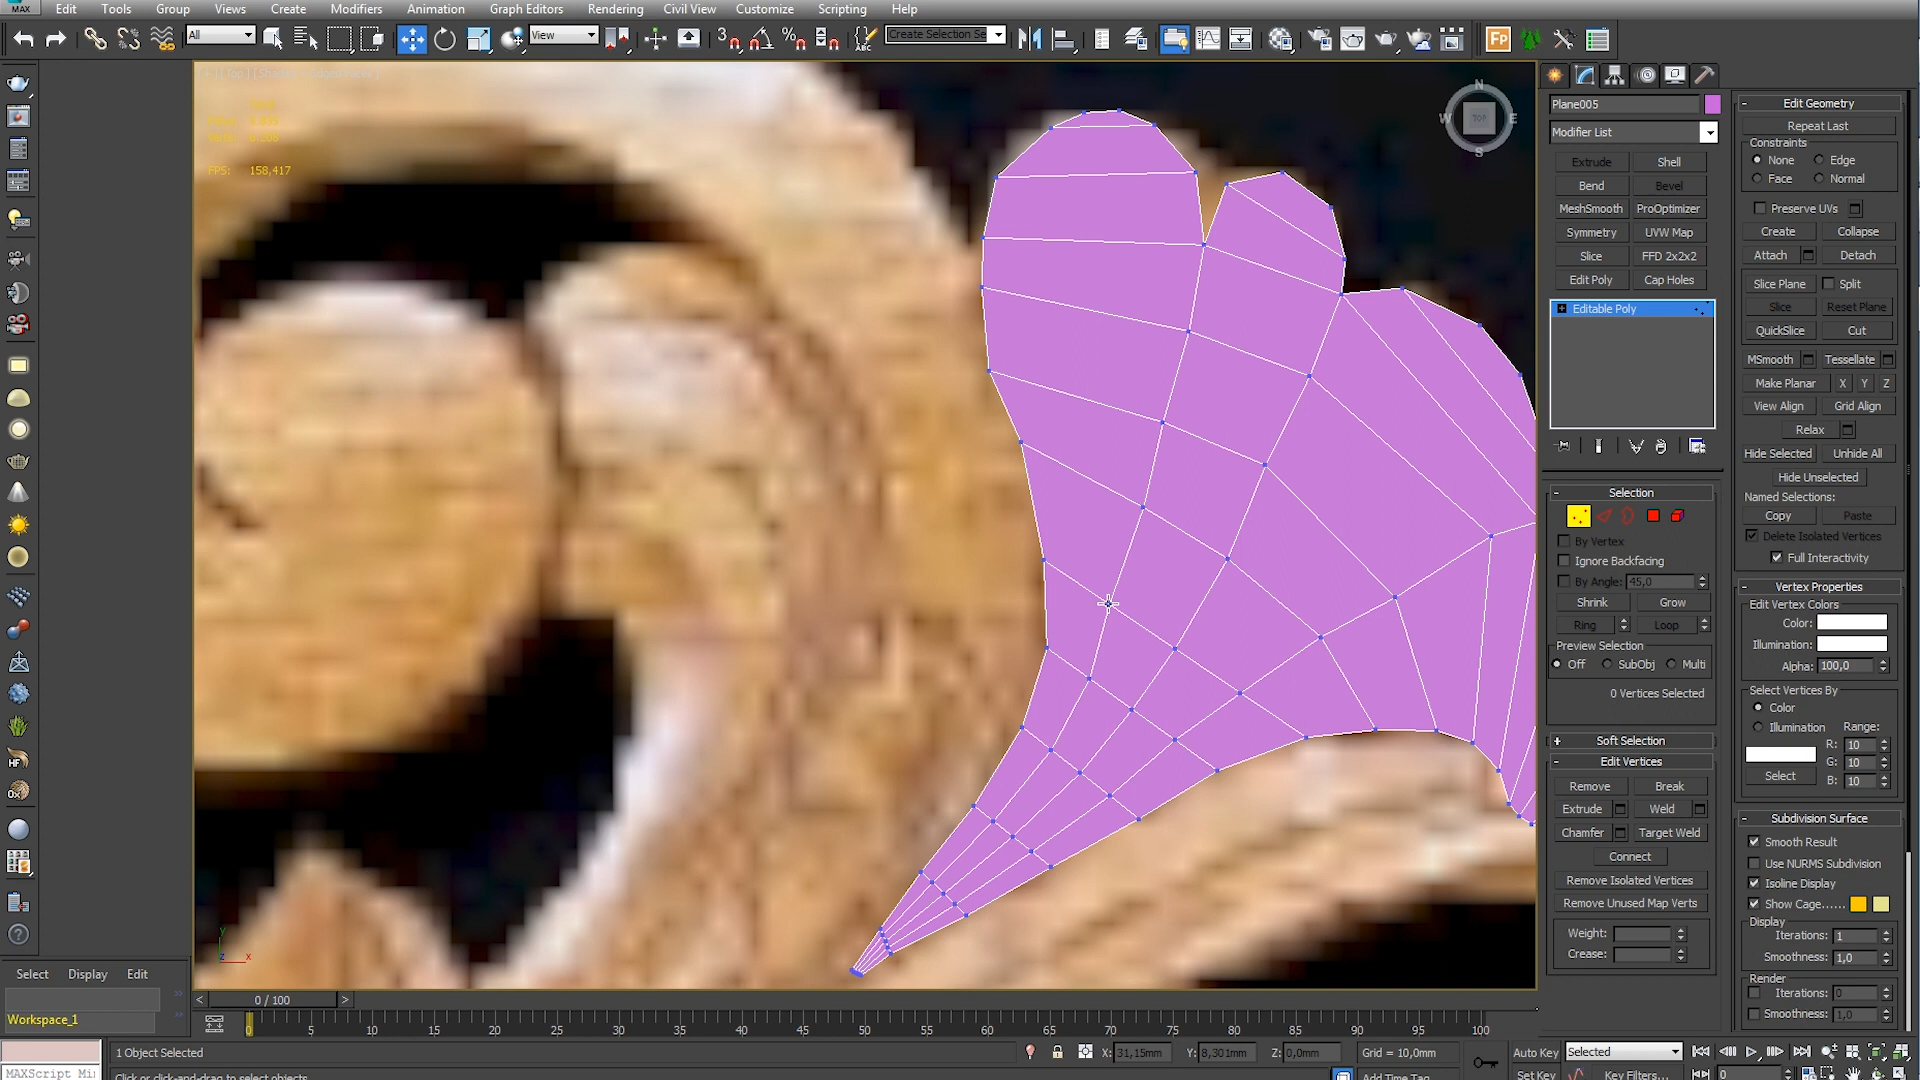 MAX Edit Tools Group Views Create Modifiers Animation Graph Editors Rendering Civil View Customize Scripting Help
All View 3 ABC Create Selection Se Fp
FPS: 158,417
N W TOP E S
Plane005
Modifier List
Extrude Shell
Bend Bevel
MeshSmooth ProOptimizer
Symmetry UVW Map
Slice FFD 2x2x2
Edit Poly Cap Holes
Editable Poly
Selection
By Vertex
Ignore Backfacing
By Angle: 45,0
Shrink Grow
Ring Loop
Preview Selection
Off SubObj Multi
0 Vertices Selected
Soft Selection
Edit Vertices
Remove Break
Extrude Weld
Chamfer Target Weld
Connect
Remove Isolated Vertices
Remove Unused Map Verts
Weight:
Crease:
Edit Geometry
Repeat Last
Constraints
None Edge
Face Normal
Preserve UVs
Create Collapse
Attach Detach
Slice Plane Split
Slice Reset Plane
QuickSlice Cut
MSmooth Tessellate
Make Planar X Y Z
View Align Grid Align
Relax
Hide Selected Unhide All
Hide Unselected
Named Selections:
Copy Paste
Delete Isolated Vertices
Full Interactivity
Vertex Properties
Edit Vertex Colors
Color:
Illumination:
Alpha: 100,0
Select Vertices By
Color
Illumination Range:
R: 10
G: 10
Select B: 10
Subdivision Surface
Smooth Result
Use NURMS Subdivision
Isoline Display
Show Cage......
Display
Iterations: 1
Smoothness: 1,0
Render
Iterations: 0
Smoothness: 1,0
HF
Ox
y
z x
Select Display Edit
Workspace_1
< 0 / 100 >
0 5 10 15 20 25 30 35 40 45 50 55 60 65 70 75 80 85 90 95 100
1 Object Selected X: 31,15mm Y: 8,301mm Z: 0,0mm Grid = 10,0mm Auto Key Selected
MAXScript Mi Click or click-and-drag to select objects Add Time Tag Set Key Key Filters... 0